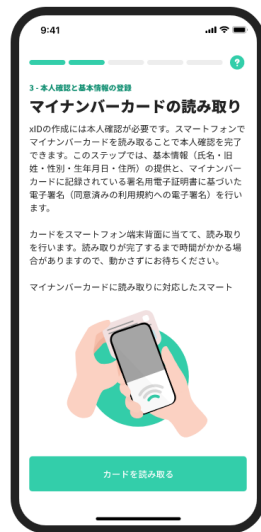 9:41
?
3 - 本人確認と基本情報の登録
マイナンバーカードの読み取り
xIDの作成には本人確認が必要です。スマートフォンで
マイナンバーカードを読み取ることで本人確認を完了
できます。このステップでは、基本情報（氏名・旧
姓・性別・生年月日・住所）の提供と、マイナンバー
カードに記録されている署名用電子証明書に基づいた
電子署名（同意済みの利用規約への電子署名）を行い
ます。
カードをスマートフォン端末背面に当てて、読み取り
を行います。読み取りが完了するまで時間がかかる場
合がありますので、動かさずにお待ちください。
マイナンバーカードに読み取りに対応したスマート
カードを読み取る